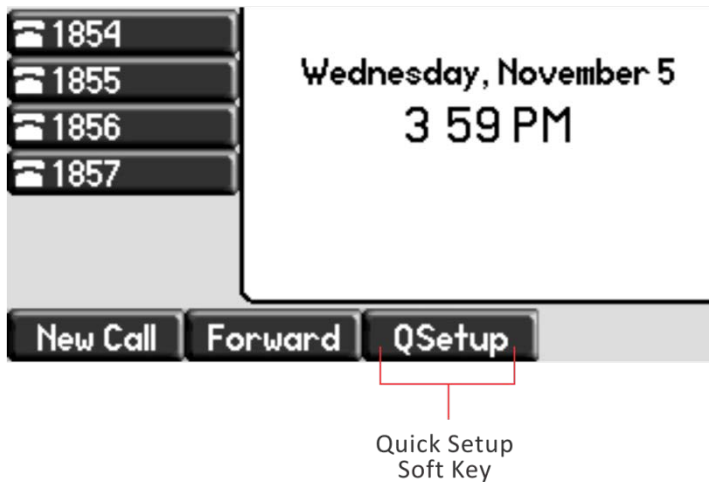 1854
1855
1856
1857
Wednesday, November 5
3 59 PM
New Call Forward QSetup
Quick Setup
Soft Key